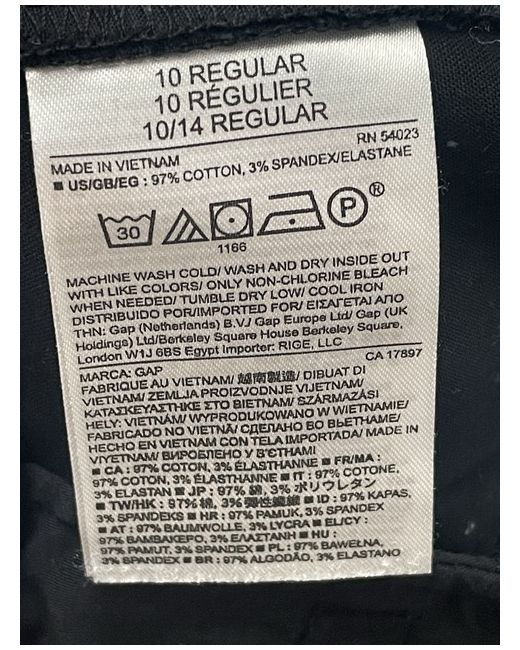 10 REGULAR
10 RÉGULIER
10/14 REGULAR
RN 54023
MADE IN VIETNAM
■ US/GB/EG : 97% COTTON, 3% SPANDEX/ELASTANE
30
P
®
1166
MACHINE WASH COLD/ WASH AND DRY INSIDE OUT
WITH LIKE COLORS/ ONLY NON-CHLORINE BLEACH
WHEN NEEDED/ TUMBLE DRY LOW/ COOL IRON
DISTRIBUIDO POR/IMPORTED FOR/ ΕΙΣΑΓΕΤΑΙ ΑΠΟ
ΤΗΝ: Gap (Netherlands) B.V./ Gap Europe Ltd/ Gap (UK
Holdings) Ltd/Berkeley Square House Berkeley Square,
London W1J 6BS Egypt Importer: RIGE, LLC
CA 17897
MARCA: GAP
FABRIQUE AU VIETNAM/ 越南製造/ DIBUAT DI
VIETNAM/ ZEMLJA PROIZVODNJE VIJETNAM/
ΚΑΤΑΣΚΕΥΑΣΤΗΚΕ ΣΤΟ ΒΙΕΤΝΑΜ/ SZÁRMAZÁSI
HELY: VIETNÁM/ WYPRODUKOWANO W WIETNAMIE/
FABRICADO NO VIETNÃ/ СДЕЛАНО ВО ВЬЕТНАМЕ/
HECHO EN VIETNAM CON TELA IMPORTADA/ MADE IN
VIYETNAM/ ВИРОБЛЕНО У В'ЄТНАМІ
■ CA : 97% COTON, 3% ÉLASTHANNE ■ FR/MA :
97% COTON, 3% ÉLASTHANNE ■ IT : 97% COTONE,
3% ELASTAN ■ JP : 97% 綿, 3% ポリウレタン
■ TW/HK : 97% 綿, 3% 彈性纖維 ■ ID : 97% KAPAS,
3% SPANDEKS ■ HR : 97% PAMUK, 3% SPANDEX
■ AT : 97% BAUMWOLLE, 3% LYCRA ■ EL/CY :
97% ΒΑΜΒΑΚΕΡΟ, 3% ΕΛΑΣΤΑΝΗ ■ HU :
97% PAMUT, 3% SPANDEX ■ PL : 97% BAWEŁNA,
3% SPANDEX ■ BR : 97% ALGODÃO, 3% ELASTANO